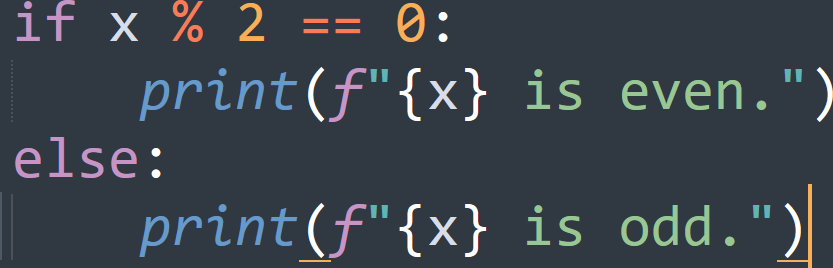 if x % 2 == 0:
    print(f"{x} is even.")
else:
    print(f"{x} is odd.")